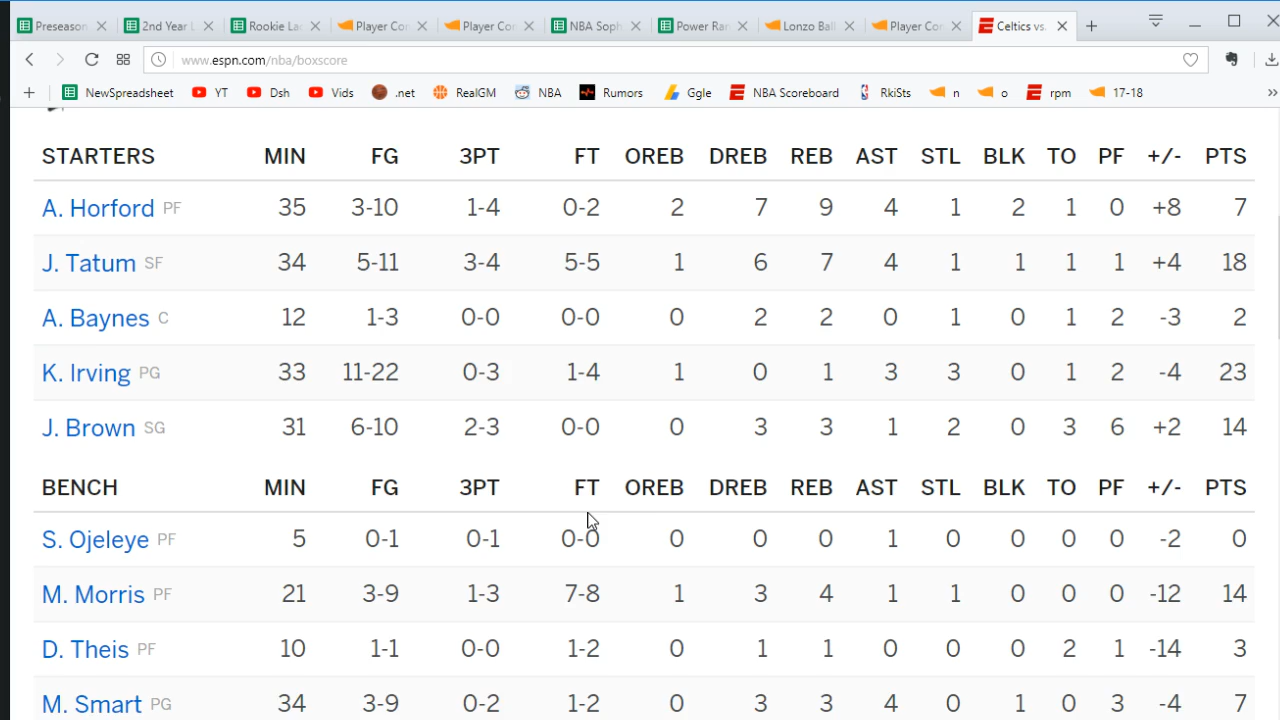 Preseason 2nd Year L Rookie La Player Con Player Con NBA Soph Power Ran Lonzo Ball Player Con Celtics vs.
www.espn.com/nba/boxscore
NewSpreadsheet YT Dsh Vids .net RealGM NBA Rumors Ggle NBA Scoreboard RkiSts n o rpm 17-18 »
STARTERS MIN FG 3PT FT OREB DREB REB AST STL BLK TO PF +/- PTS
A. Horford PF 35 3-10 1-4 0-2 2 7 9 4 1 2 1 0 +8 7
J. Tatum SF 34 5-11 3-4 5-5 1 6 7 4 1 1 1 1 +4 18
A. Baynes C 12 1-3 0-0 0-0 0 2 2 0 1 0 1 2 -3 2
K. Irving PG 33 11-22 0-3 1-4 1 0 1 3 3 0 1 2 -4 23
J. Brown SG 31 6-10 2-3 0-0 0 3 3 1 2 0 3 6 +2 14
BENCH MIN FG 3PT FT OREB DREB REB AST STL BLK TO PF +/- PTS
S. Ojeleye PF 5 0-1 0-1 0-0 0 0 0 1 0 0 0 0 -2 0
M. Morris PF 21 3-9 1-3 7-8 1 3 4 1 1 0 0 0 -12 14
D. Theis PF 10 1-1 0-0 1-2 0 1 1 0 0 0 2 1 -14 3
M. Smart PG 34 3-9 0-2 1-2 0 3 3 4 0 1 0 3 -4 7